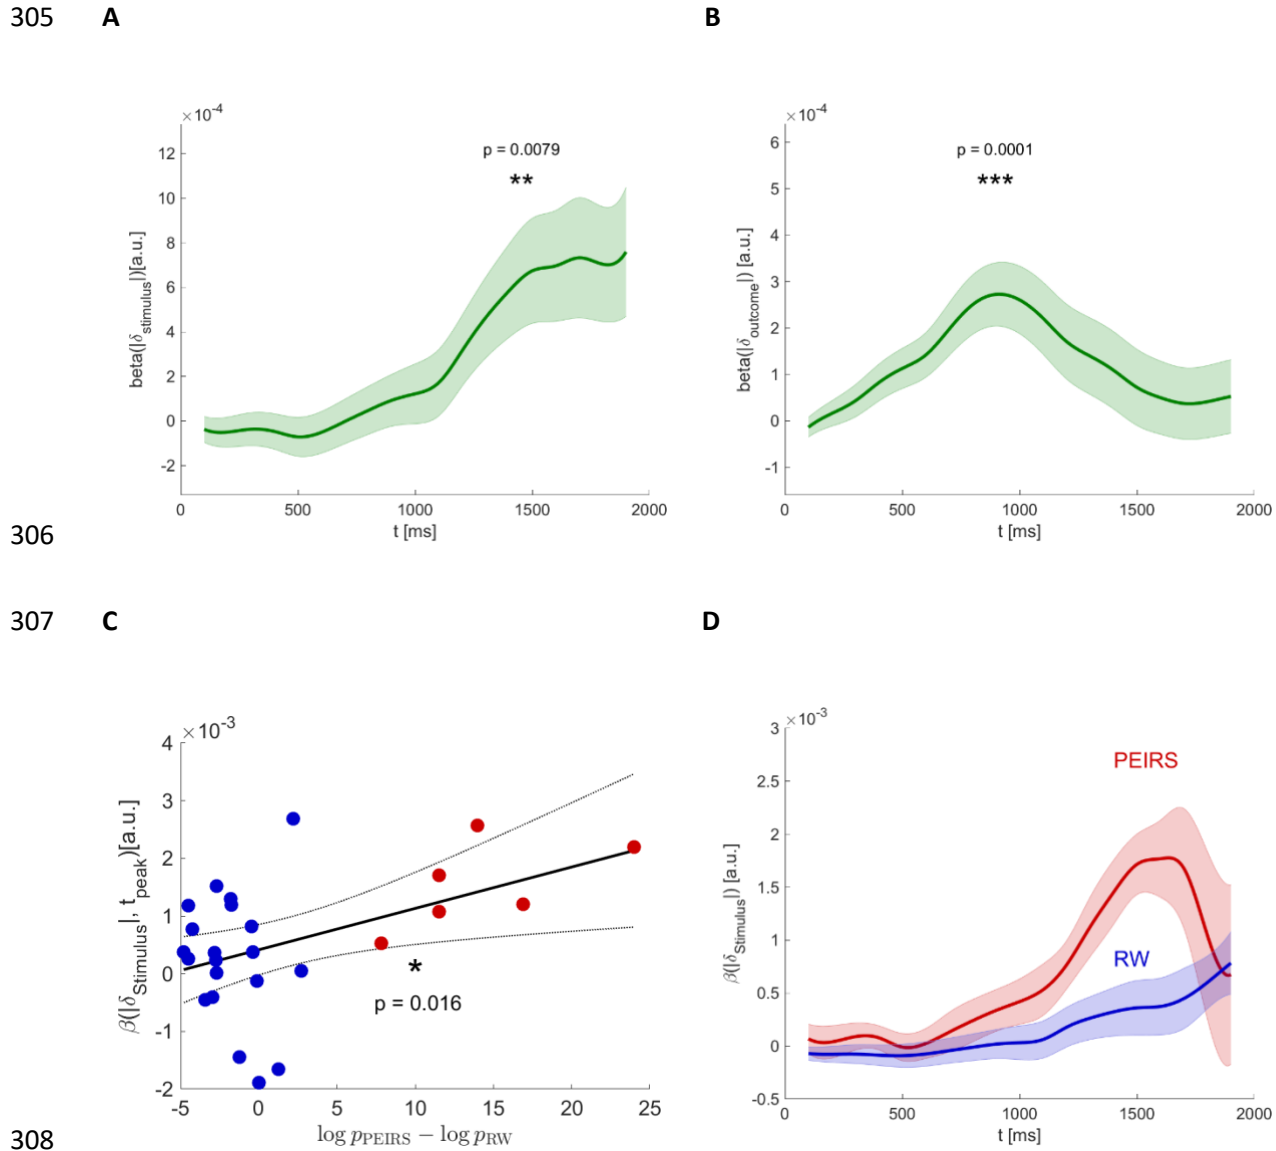 305 A B
×10⁻⁴
12
10
8
6
4
2
0
-2
beta(|δstimulus|)[a.u.]
p = 0.0079
**
0 500 1000 1500 2000
t [ms]
×10⁻⁴
6
5
4
3
2
1
0
-1
beta(|δoutcome|) [a.u.]
p = 0.0001
***
0 500 1000 1500 2000
t [ms]
306
307 C D
×10⁻³
4
3
2
1
0
-1
-2
β(|δStimulus|, tpeak)[a.u.]
*
p = 0.016
-5 0 5 10 15 20 25
log pPEIRS − log pRW
×10⁻³
3
2.5
2
1.5
1
0.5
0
-0.5
β(|δStimulus|) [a.u.]
PEIRS
RW
0 500 1000 1500 2000
t [ms]
308